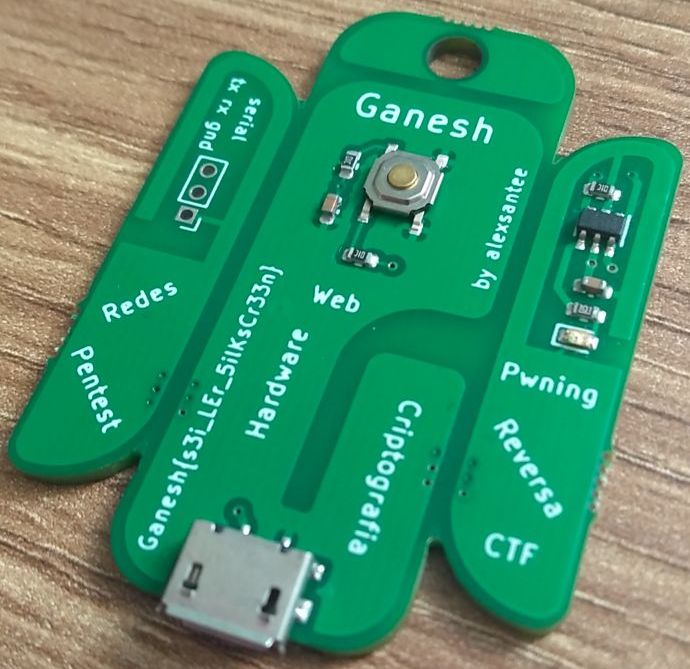 Ganesh
by alexsantee
serial
tx rx gnd
Redes
Pentest
Web
Hardware
Ganesh{s3i_LEr_5ilKsCr33n}
Criptografia
Pwning
Reversa
CTF